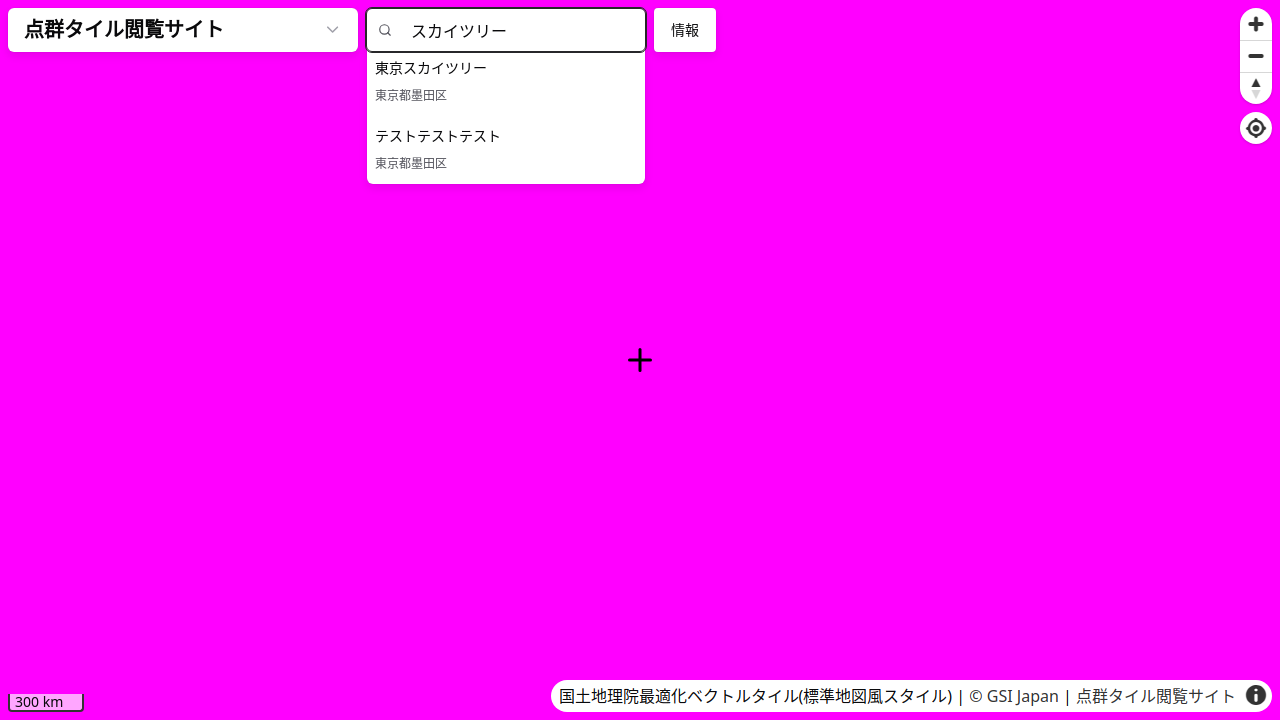 点群タイル閲覧サイト
スカイツリー
情報
東京スカイツリー
東京都墨田区
テストテストテスト
東京都墨田区
300 km
国土地理院最適化ベクトルタイル(標準地図風スタイル) | © GSI Japan | 点群タイル閲覧サイト